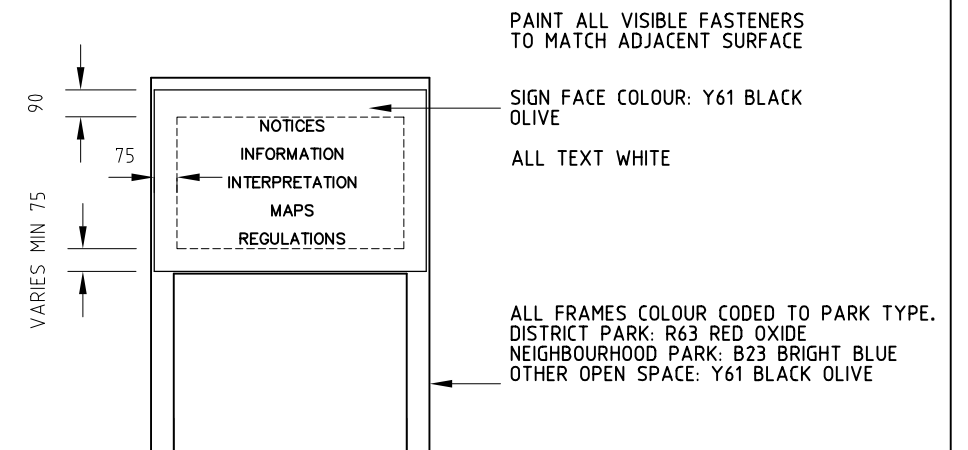 PAINT ALL VISIBLE FASTENERS
TO MATCH ADJACENT SURFACE
SIGN FACE COLOUR: Y61 BLACK
OLIVE
ALL TEXT WHITE
90
75
VARIES MIN 75
NOTICES
INFORMATION
INTERPRETATION
MAPS
REGULATIONS
ALL FRAMES COLOUR CODED TO PARK TYPE.
DISTRICT PARK: R63 RED OXIDE
NEIGHBOURHOOD PARK: B23 BRIGHT BLUE
OTHER OPEN SPACE: Y61 BLACK OLIVE